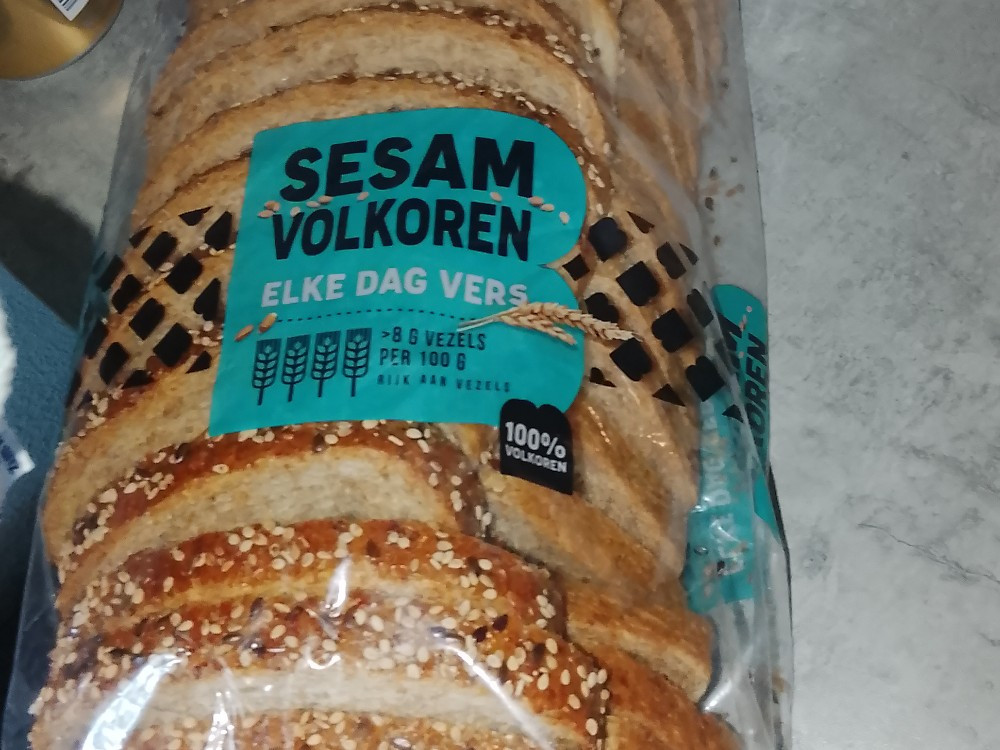 SESAM
VOLKOREN
ELKE DAG VERS
>8 G VEZELS
PER 100 G
RIJK AAN VEZELS
100%
VOLKOREN